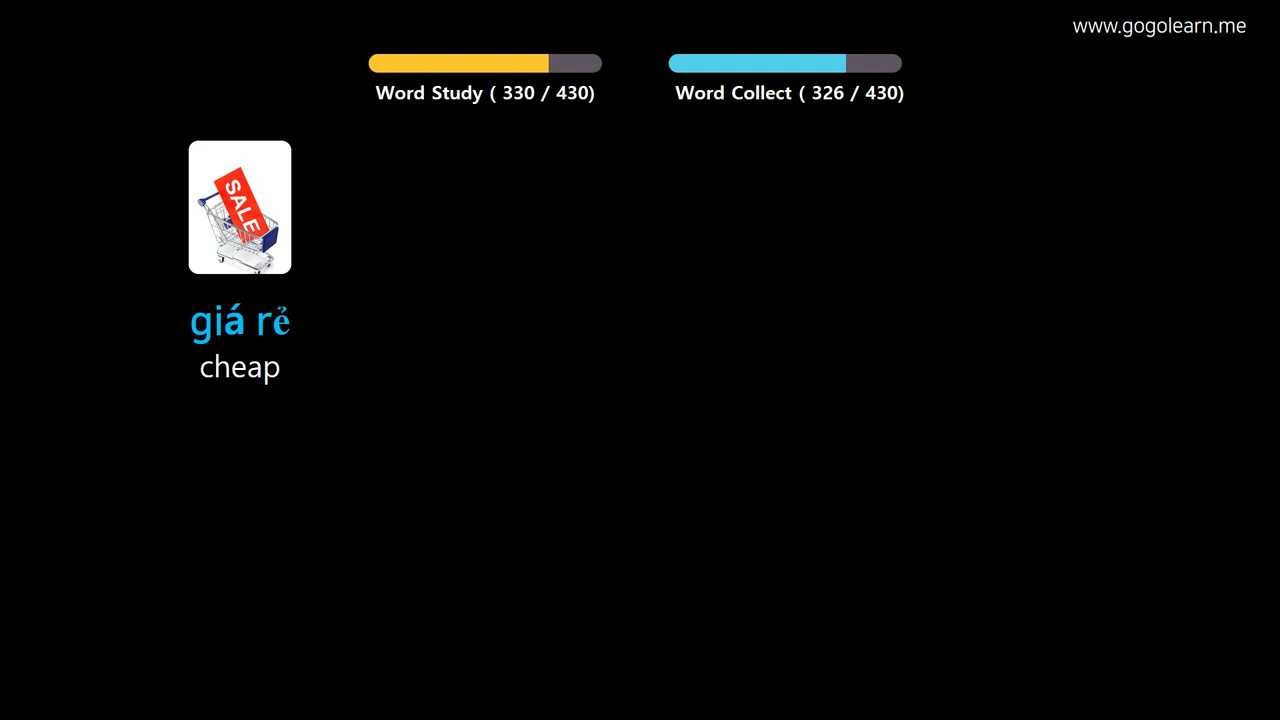 www.gogolearn.me
Word Study ( 330 / 430)
Word Collect ( 326 / 430)
SALE
giá rẻ
cheap